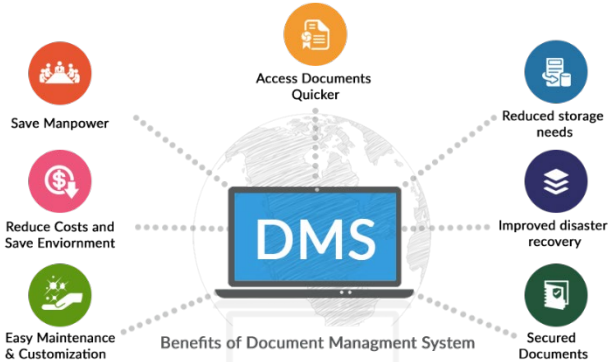 Access Documents
Quicker
Save Manpower
Reduced storage
needs
Reduce Costs and
Save Enviornment
DMS
Improved disaster
recovery
Easy Maintenance
& Customization
Benefits of Document Managment System
Secured
Documents